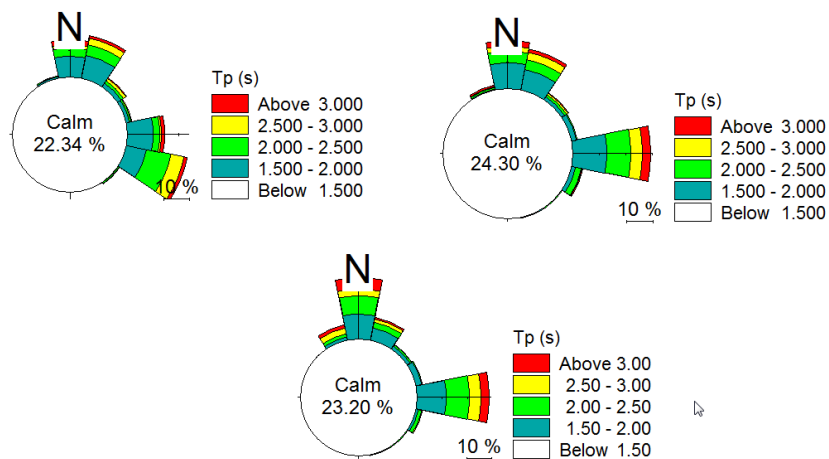 N
Calm
22.34 %
10 %
Tp (s)
Above 3.000
2.500 - 3.000
2.000 - 2.500
1.500 - 2.000
Below 1.500
N
Calm
24.30 %
10 %
Tp (s)
Above 3.000
2.500 - 3.000
2.000 - 2.500
1.500 - 2.000
Below 1.500
N
Calm
23.20 %
10 %
Tp (s)
Above 3.00
2.50 - 3.00
2.00 - 2.50
1.50 - 2.00
Below 1.50